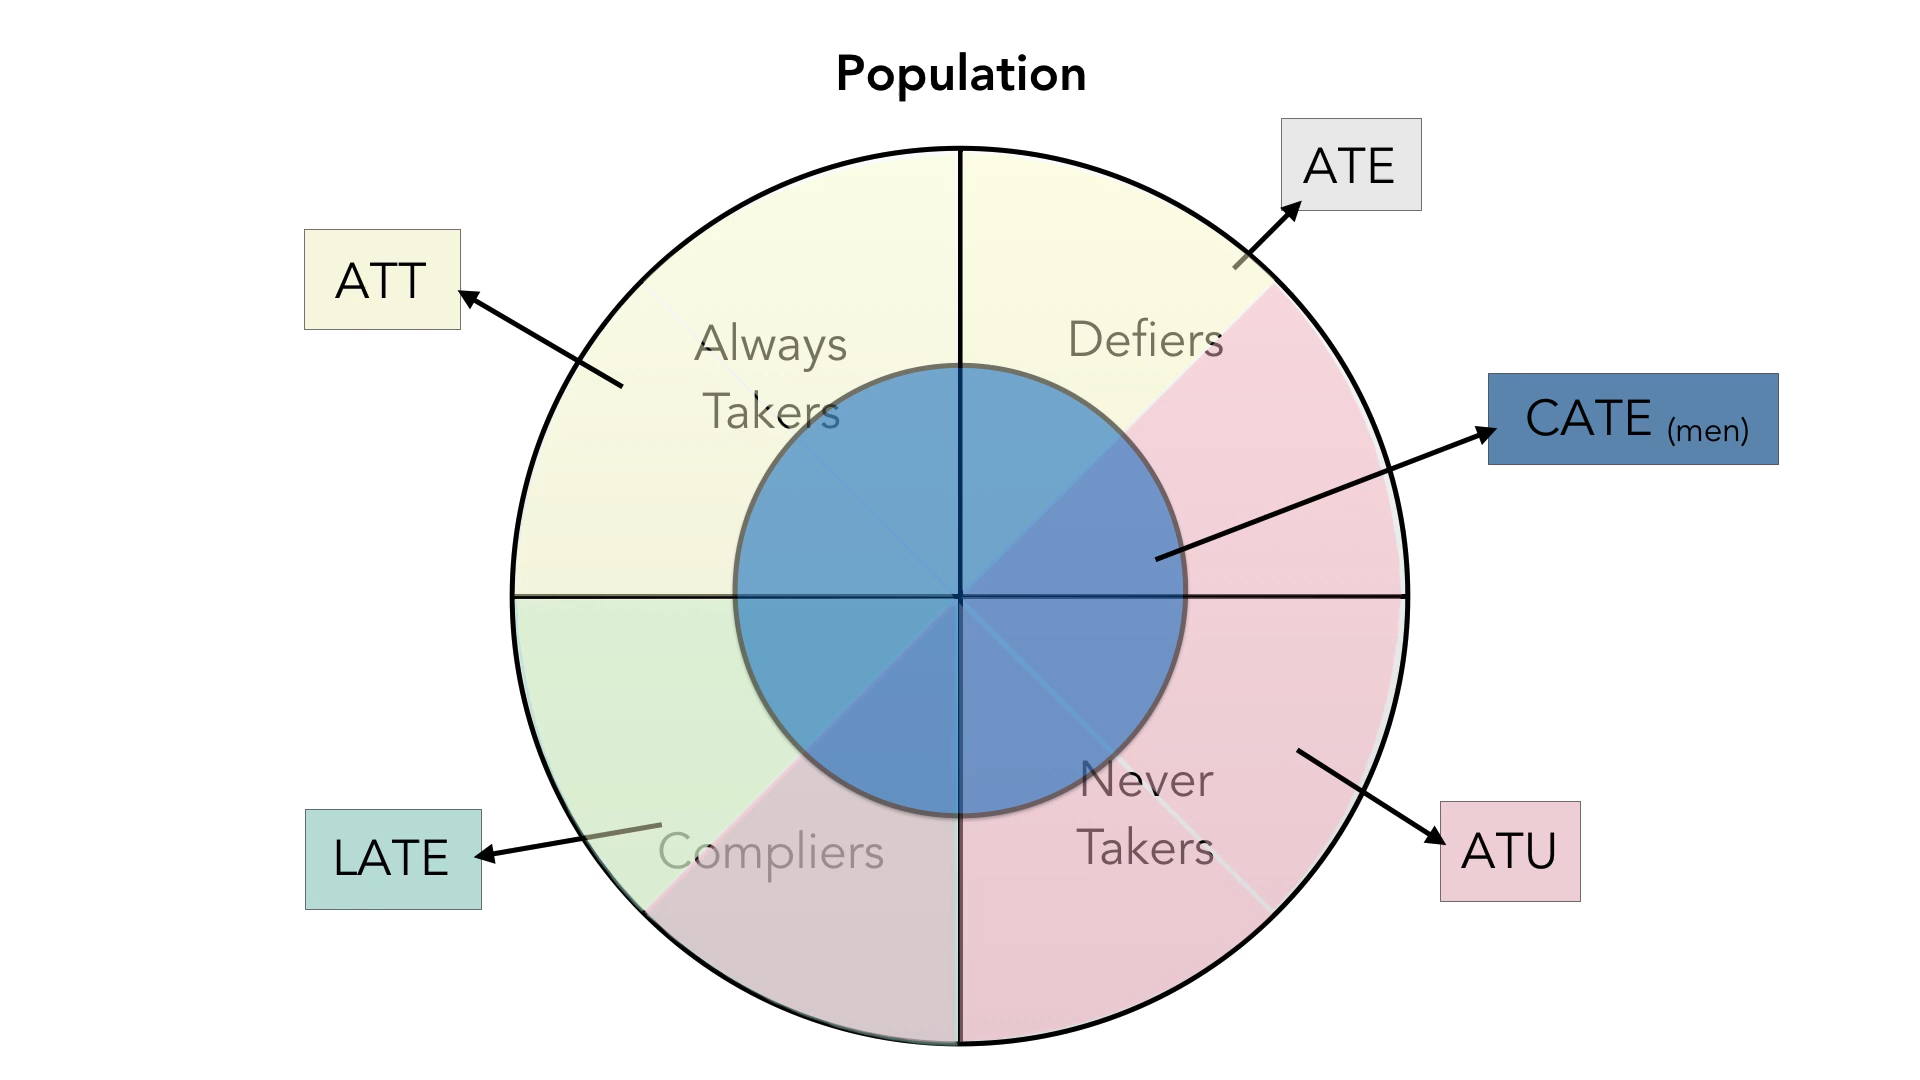 Population
ATE
ATT
Always
Takers
Defiers
CATE (men)
Never
Takers
Compliers
LATE
ATU